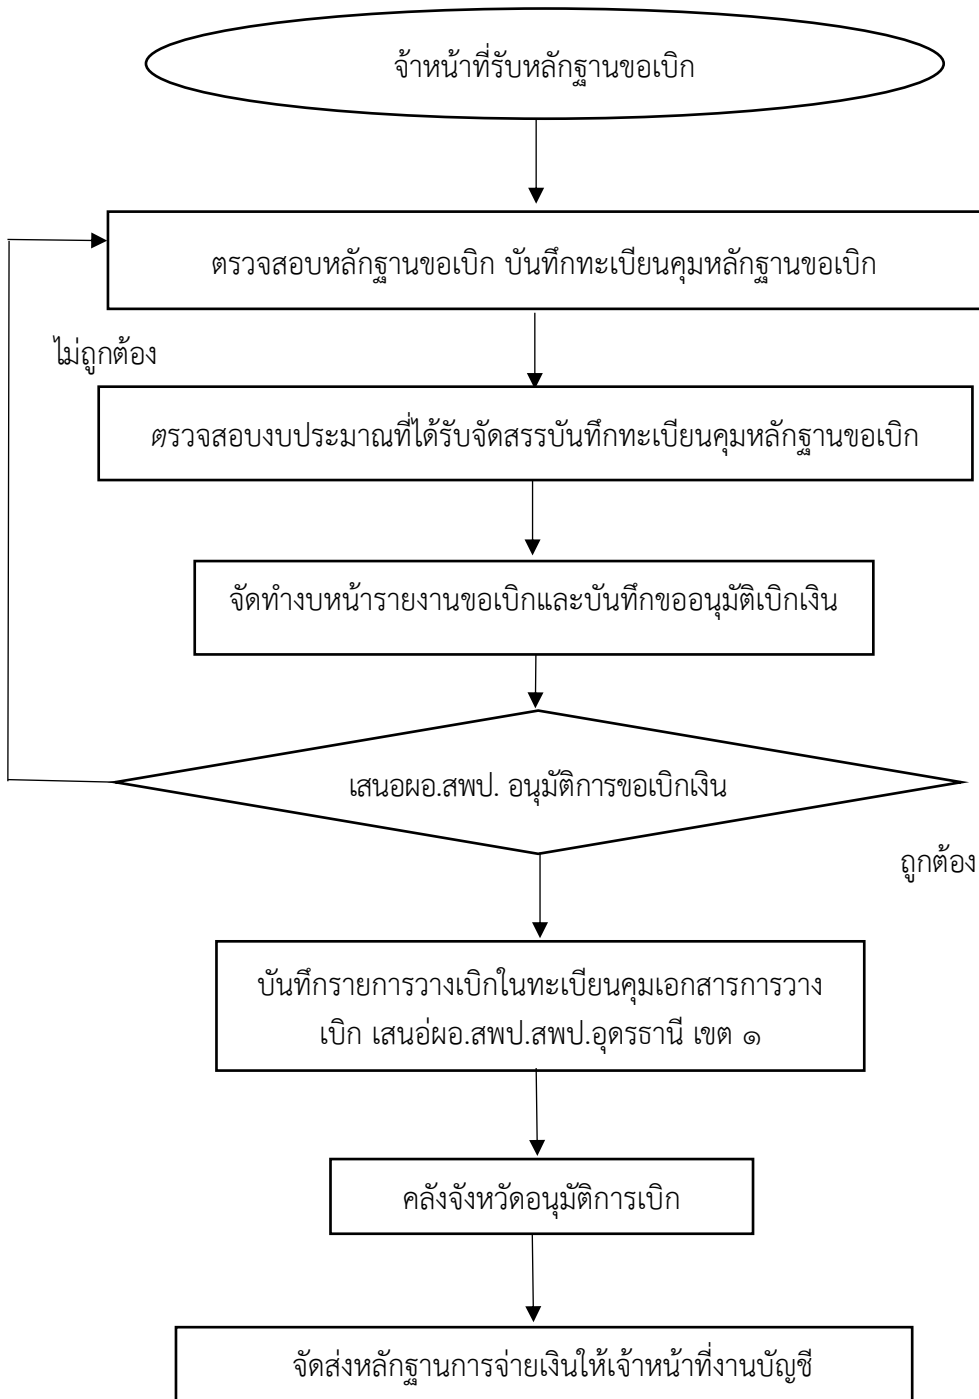 จ้าหน้าที่รับหลักฐานขอเบิก
ตรวจสอบหลักฐานขอเบิก บันทึกทะเบียนคุมหลักฐานขอเบิก
ไม่ถูกต้อง
ตรวจสอบงบประมาณที่ได้รับจัดสรรบันทึกทะเบียนคุมหลักฐานขอเบิก
จัดทำงบหน้ารายงานขอเบิกและบันทึกขออนุมัติเบิกเงิน
เสนอผอ.สพป. อนุมัติการขอเบิกเงิน
ถูกต้อง
บันทึกรายการวางเบิกในทะเบียนคุมเอกสารการวาง
เบิก เสนอ่ผอ.สพป.สพป.อุดรธานี เขต ๑
คลังจังหวัดอนุมัติการเบิก
จัดส่งหลักฐานการจ่ายเงินให้เจ้าหน้าที่งานบัญชี